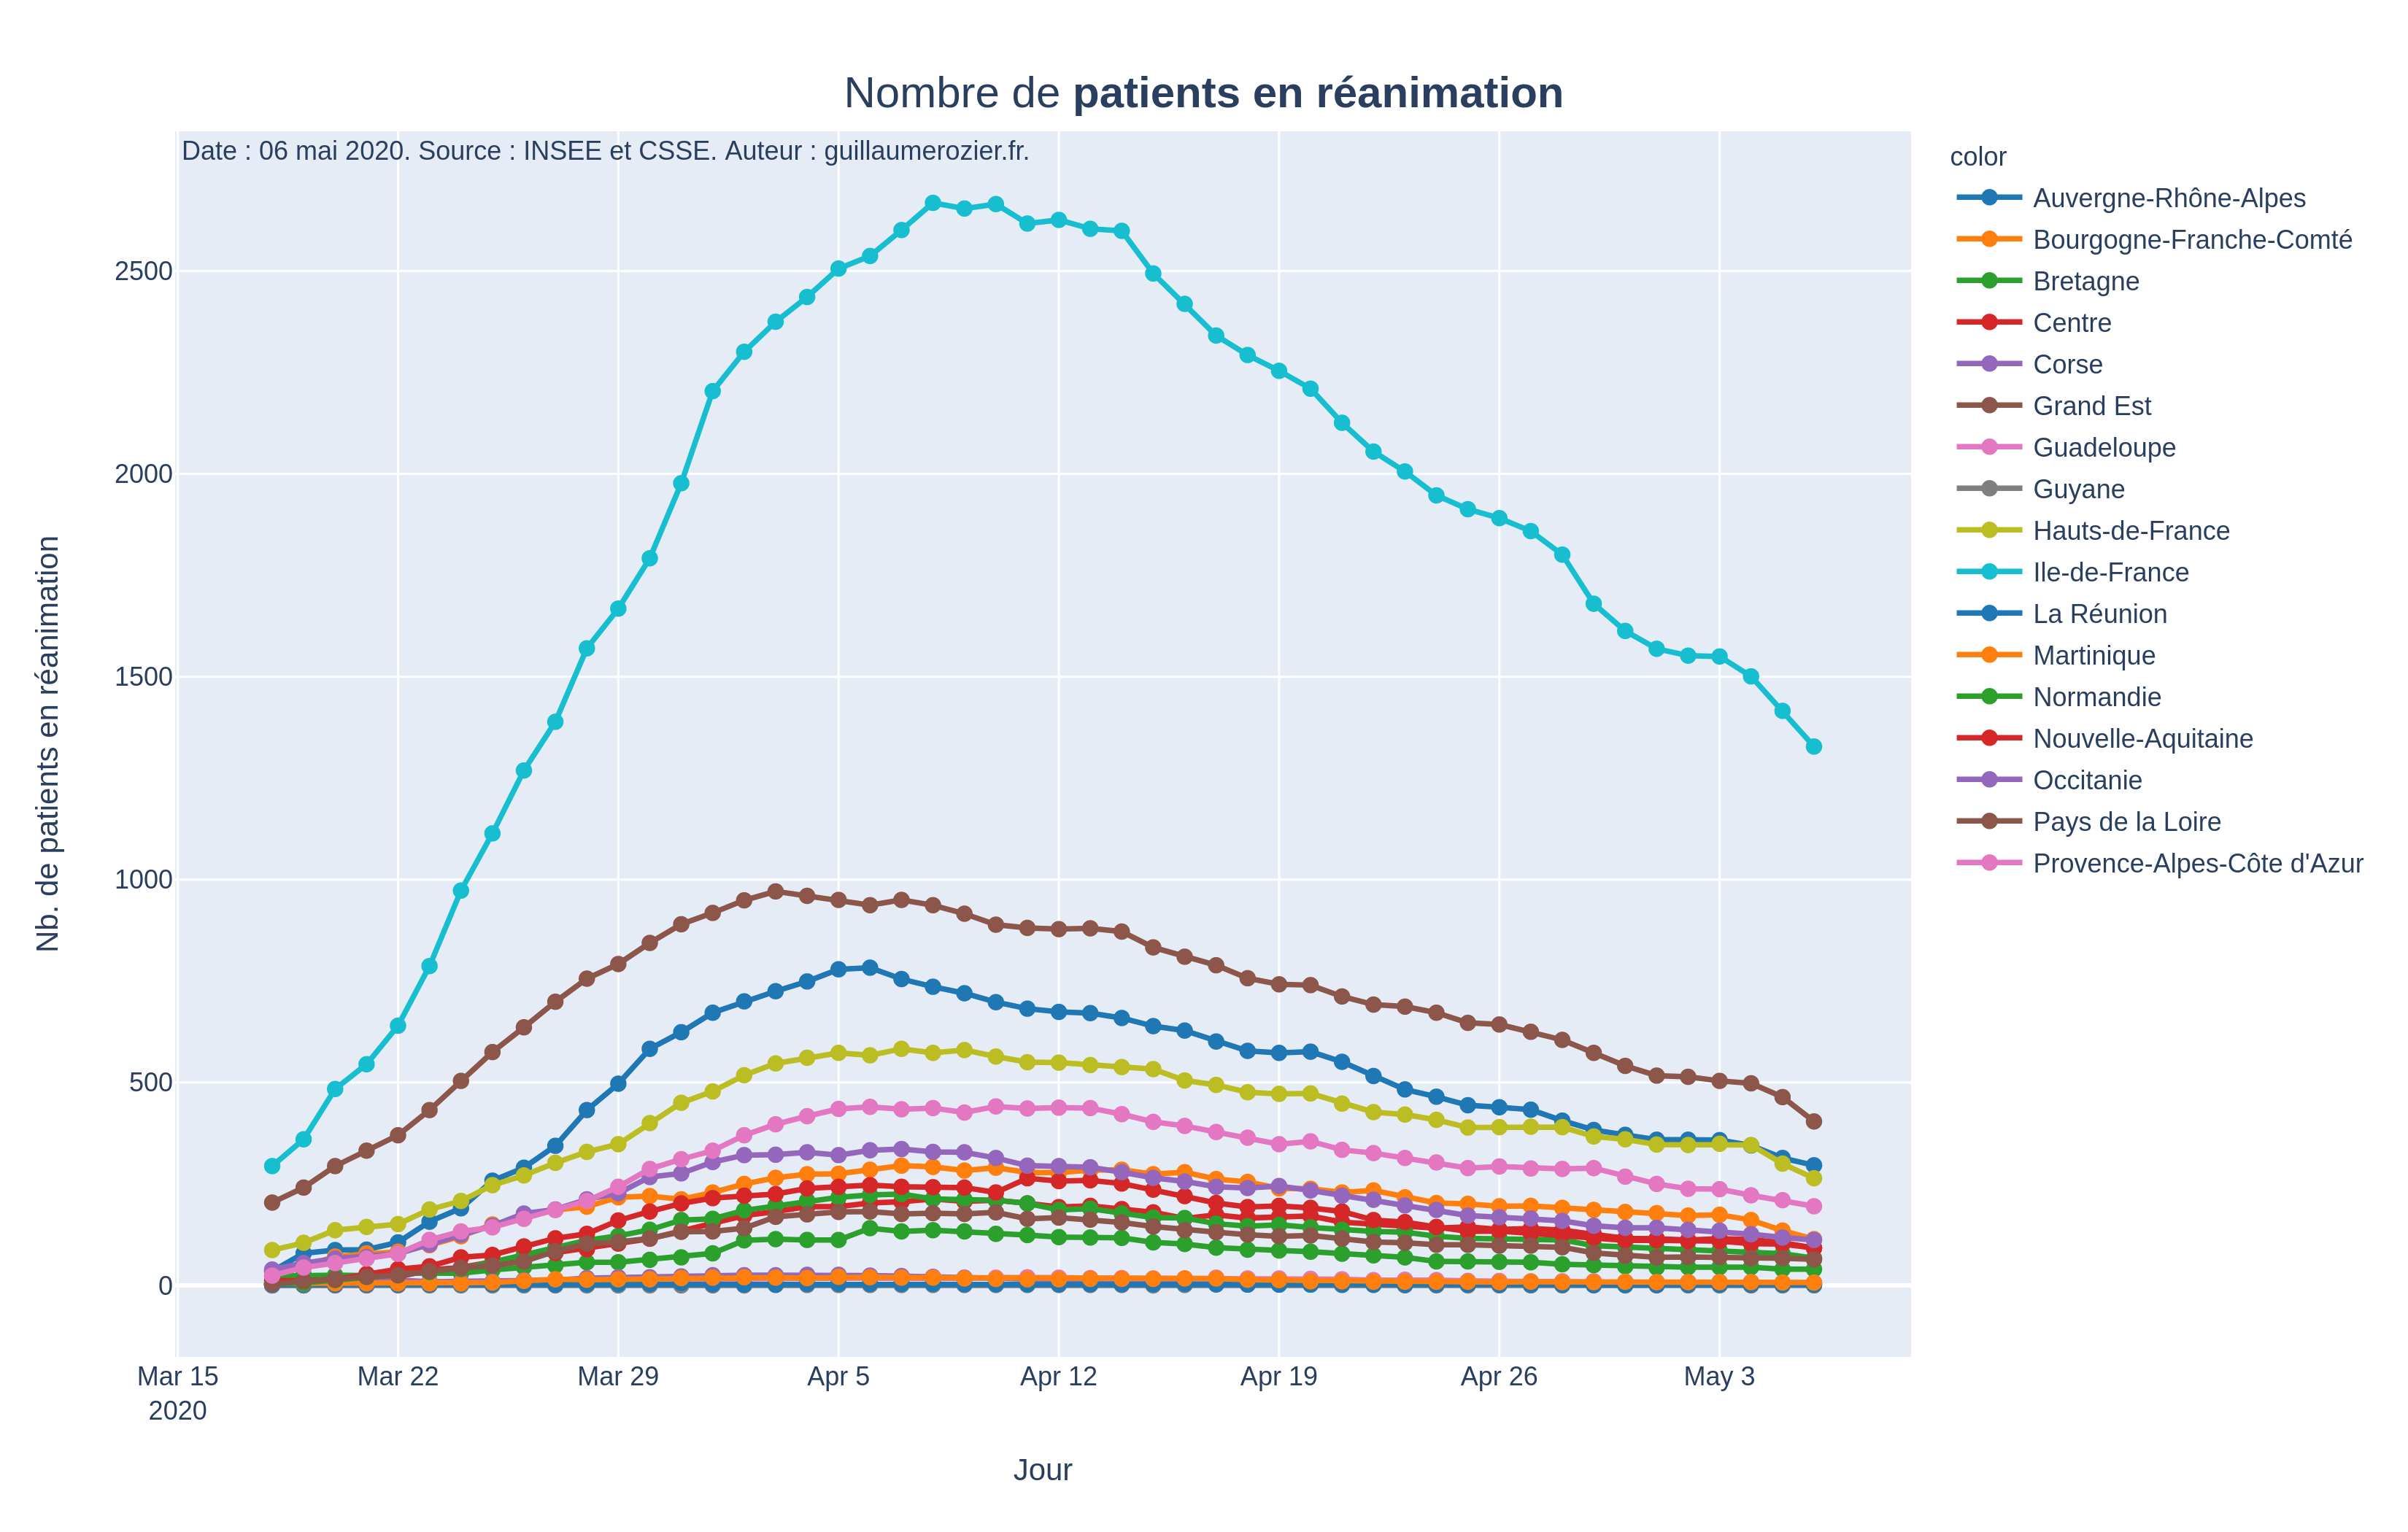 Nombre de patients en réanimation
Date : 06 mai 2020. Source : INSEE et CSSE. Auteur : guillaumerozier.fr.
Nb. de patients en réanimation
2500
2000
1500
1000
500
0
Mar 15
2020
Mar 22
Mar 29
Apr 5
Apr 12
Apr 19
Apr 26
May 3
Jour
color
Auvergne-Rhône-Alpes
Bourgogne-Franche-Comté
Bretagne
Centre
Corse
Grand Est
Guadeloupe
Guyane
Hauts-de-France
Ile-de-France
La Réunion
Martinique
Normandie
Nouvelle-Aquitaine
Occitanie
Pays de la Loire
Provence-Alpes-Côte d'Azur